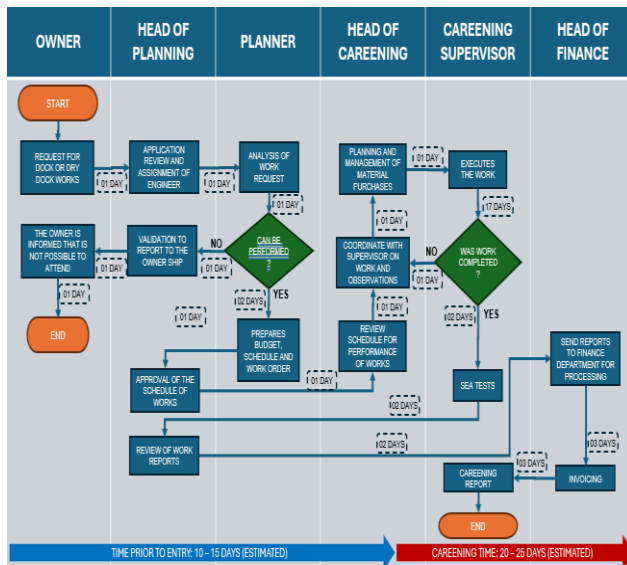 OWNER
HEAD OF
PLANNING
PLANNER
HEAD OF
CAREENING
CAREENING
SUPERVISOR
HEAD OF
FINANCE
START
REQUEST FOR
DOCK OR DRY
DOCK WORKS
01 DAY
APPLICATION
REVIEW AND
ASSIGNMENT OF
ENGINEER
01 DAY
ANALYSIS OF
WORK
REQUEST
01 DAY
PLANNING AND
MANAGEMENT OF
MATERIAL
PURCHASES
01 DAY
EXECUTES
THE WORK
17 DAYS
THE OWNER IS
INFORMED THAT IS
NOT POSSIBLE TO
ATTEND
01 DAY
VALIDATION TO
REPORT TO THE
OWNER SHIP
NO
01 DAY
CAN BE
PERFORMED
?
COORDINATE WITH
SUPERVISOR ON
WORK AND
OBSERVATIONS
01 DAY
NO
01 DAY
WAS WORK
COMPLETED
?
01 DAY
END
02 DAYS
YES
01 DAY
01 DAY
02 DAYS
YES
PREPARES
BUDGET,
SCHEDULE AND
WORK ORDER
REVIEW
SCHEDULE FOR
PERFORMANCE
OF WORKS
SEND REPORTS
TO FINANCE
DEPARTMENT FOR
PROCESSING
APPROVAL OF
THE SCHEDULE OF
WORKS
01 DAY
SEA TESTS
02 DAYS
REVIEW OF WORK
REPORTS
02 DAYS
03 DAYS
CAREENING
REPORT
03 DAYS
INVOICING
END
TIME PRIOR TO ENTRY: 10 – 15 DAYS (ESTIMATED)
CAREENING TIME: 20 – 25 DAYS (ESTIMATED)